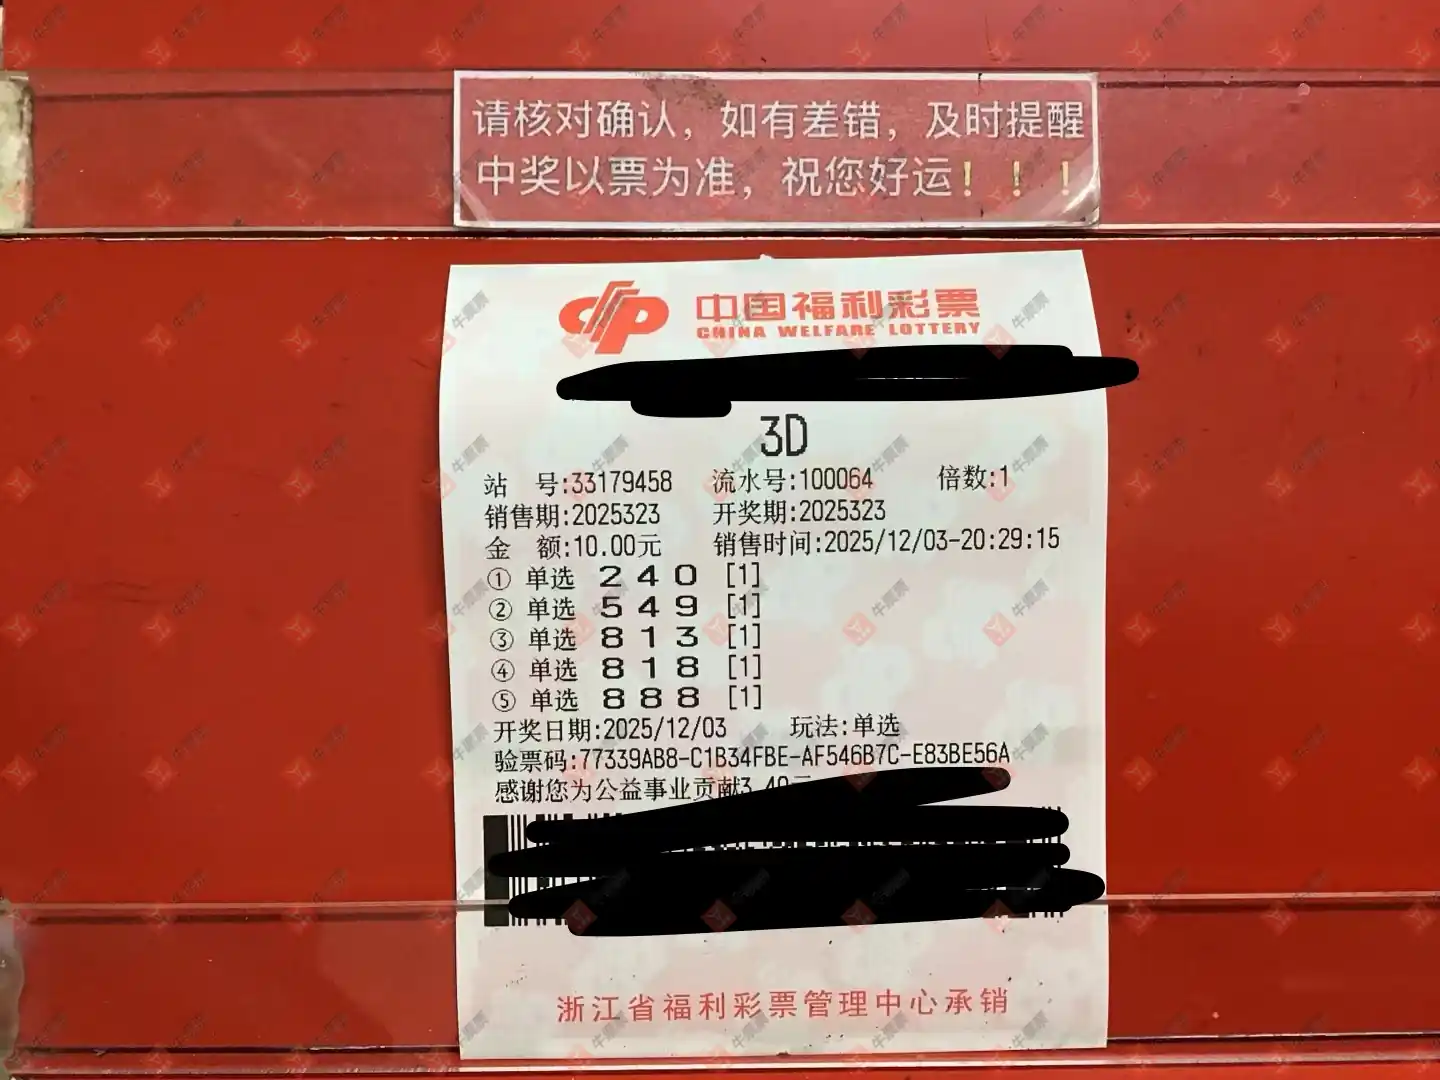 请核对确认，如有差错，及时提醒
中奖以票为准，祝您好运！！！
中国福利彩票
CHINA WELFARE LOTTERY
3D
站 号:33179458 流水号:100064 倍数:1
销售期:2025323 开奖期:2025323
金 额:10.00元 销售时间:2025/12/03-20:29:15
① 单选 2 4 0 [1]
② 单选 5 4 9 [1]
③ 单选 8 1 3 [1]
④ 单选 8 1 8 [1]
⑤ 单选 8 8 8 [1]
开奖日期:2025/12/03 玩法:单选
验票码:77339AB8-C1B34FBE-AF546B7C-E83BE56A
感谢您为公益事业贡献3.40元
浙江省福利彩票管理中心承销